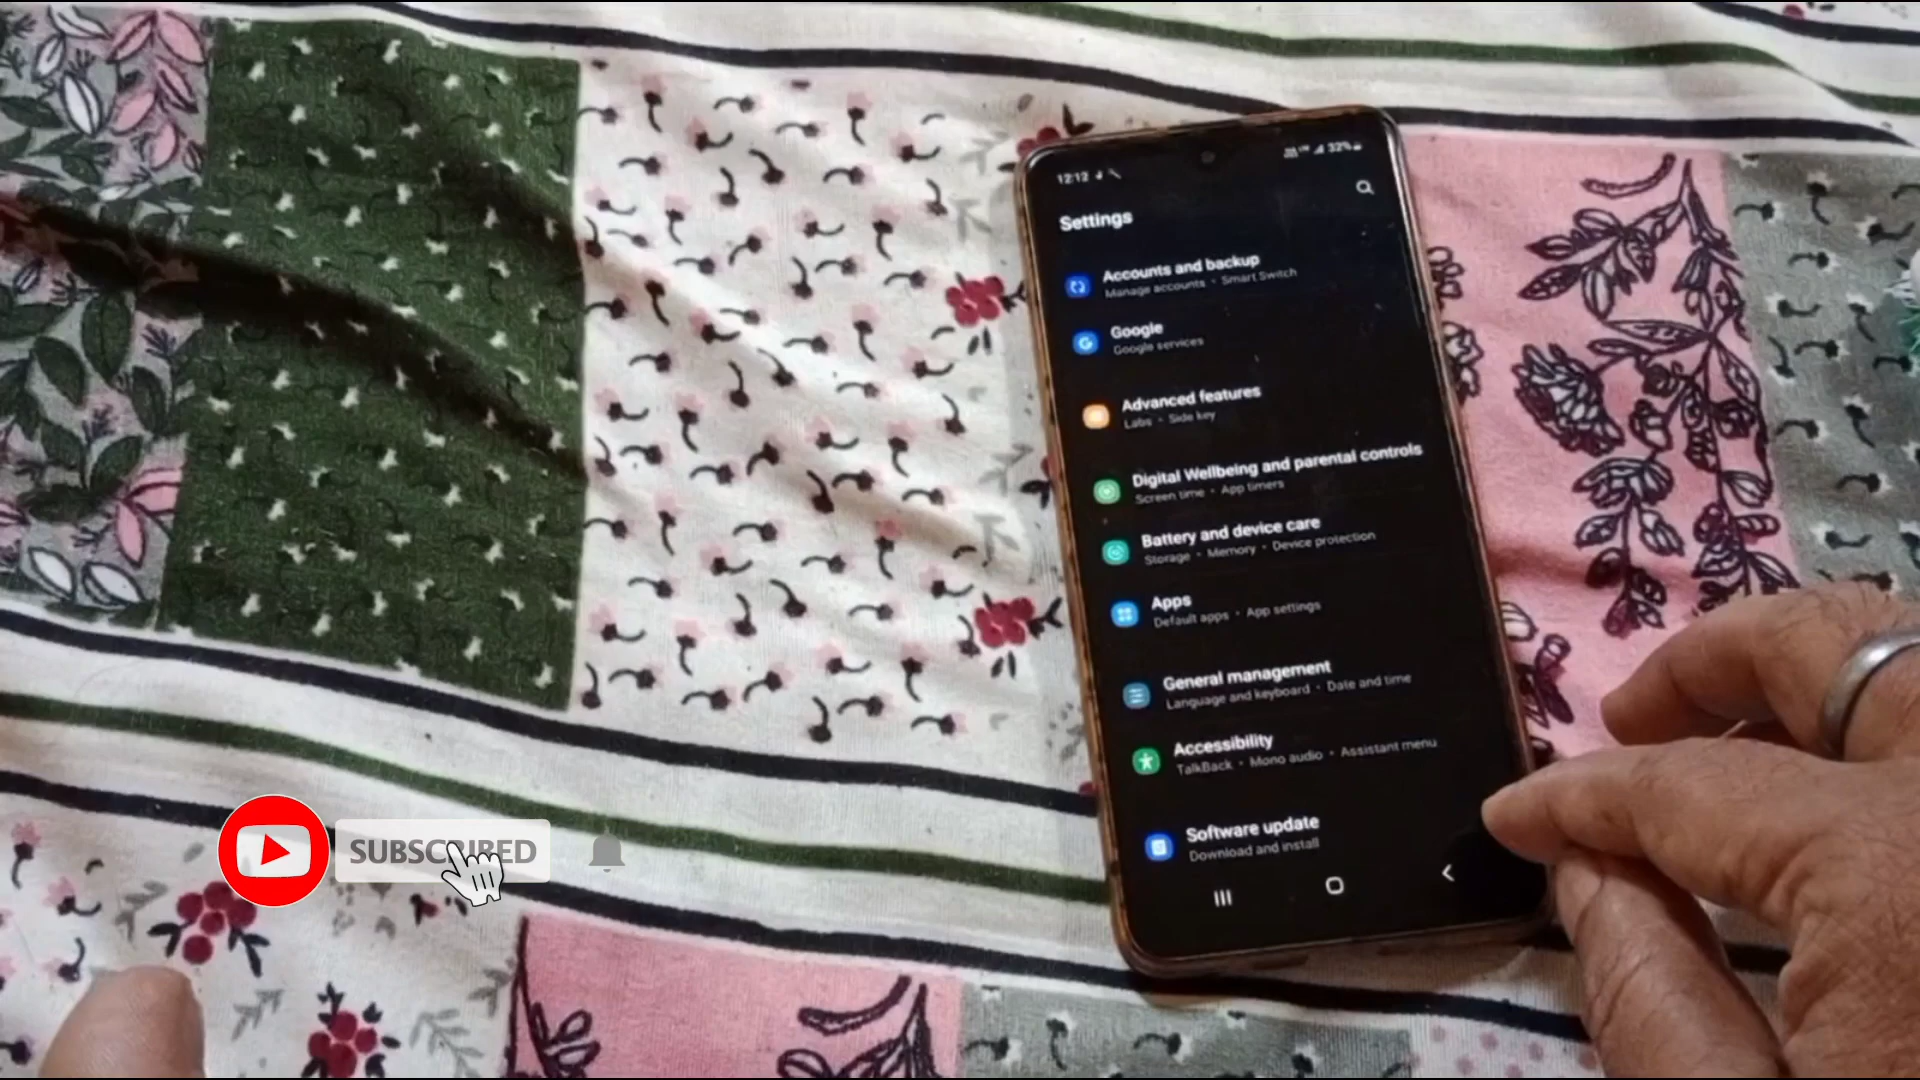 12:12
32%
Settings
Accounts and backup
Manage accounts • Smart Switch
Google
Google services
Advanced features
Labs • Side key
Digital Wellbeing and parental controls
Screen time • App timers
Battery and device care
Storage • Memory • Device protection
Apps
Default apps • App settings
General management
Language and keyboard • Date and time
Accessibility
TalkBack • Mono audio • Assistant menu
Software update
Download and install
SUBSCRIBED